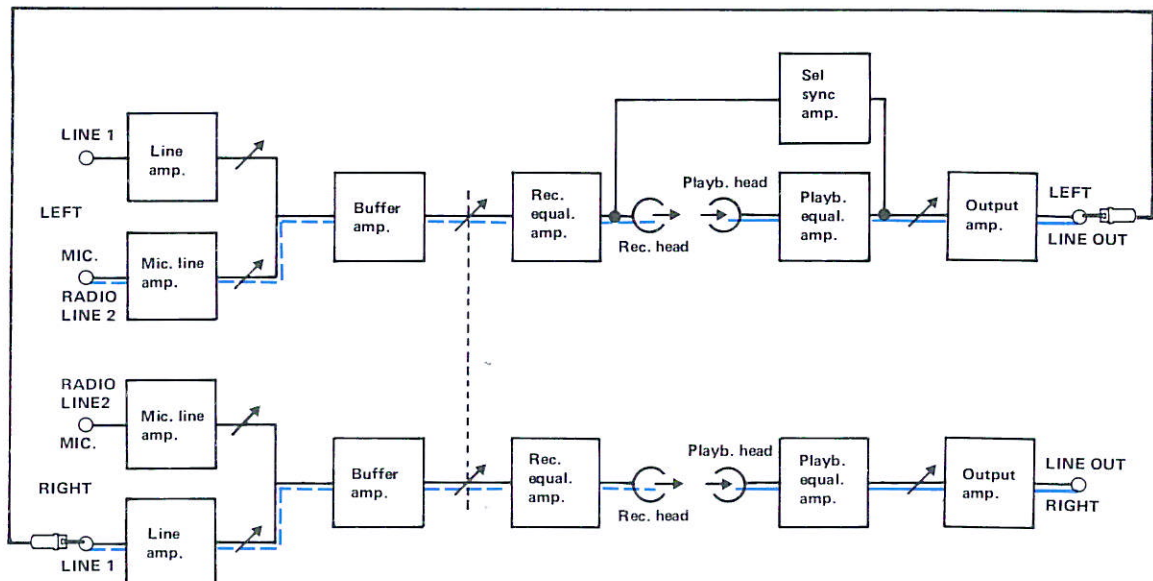 Sel
sync
amp.
LINE 1
Line
amp.
LEFT
Buffer
amp.
Rec.
equal.
amp.
Playb. head
Rec. head
Playb.
equal.
amp.
Output
amp.
LEFT
LINE OUT
MIC.
RADIO
LINE 2
Mic. line
amp.
RADIO
LINE2
MIC.
Mic. line
amp.
RIGHT
Buffer
amp.
Rec.
equal.
amp.
Playb. head
Rec. head
Playb.
equal.
amp.
Output
amp.
LINE OUT
RIGHT
Line
amp.
LINE 1